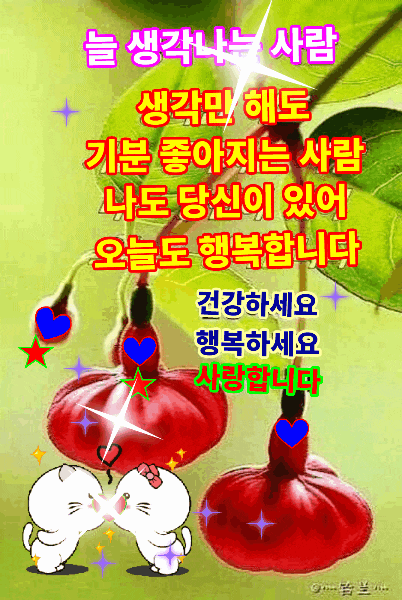 늘 생각나는 사람
생각만 해도
기분 좋아지는 사람
나도 당신이 있어
오늘도 행복합니다
건강하세요
행복하세요
사랑합니다